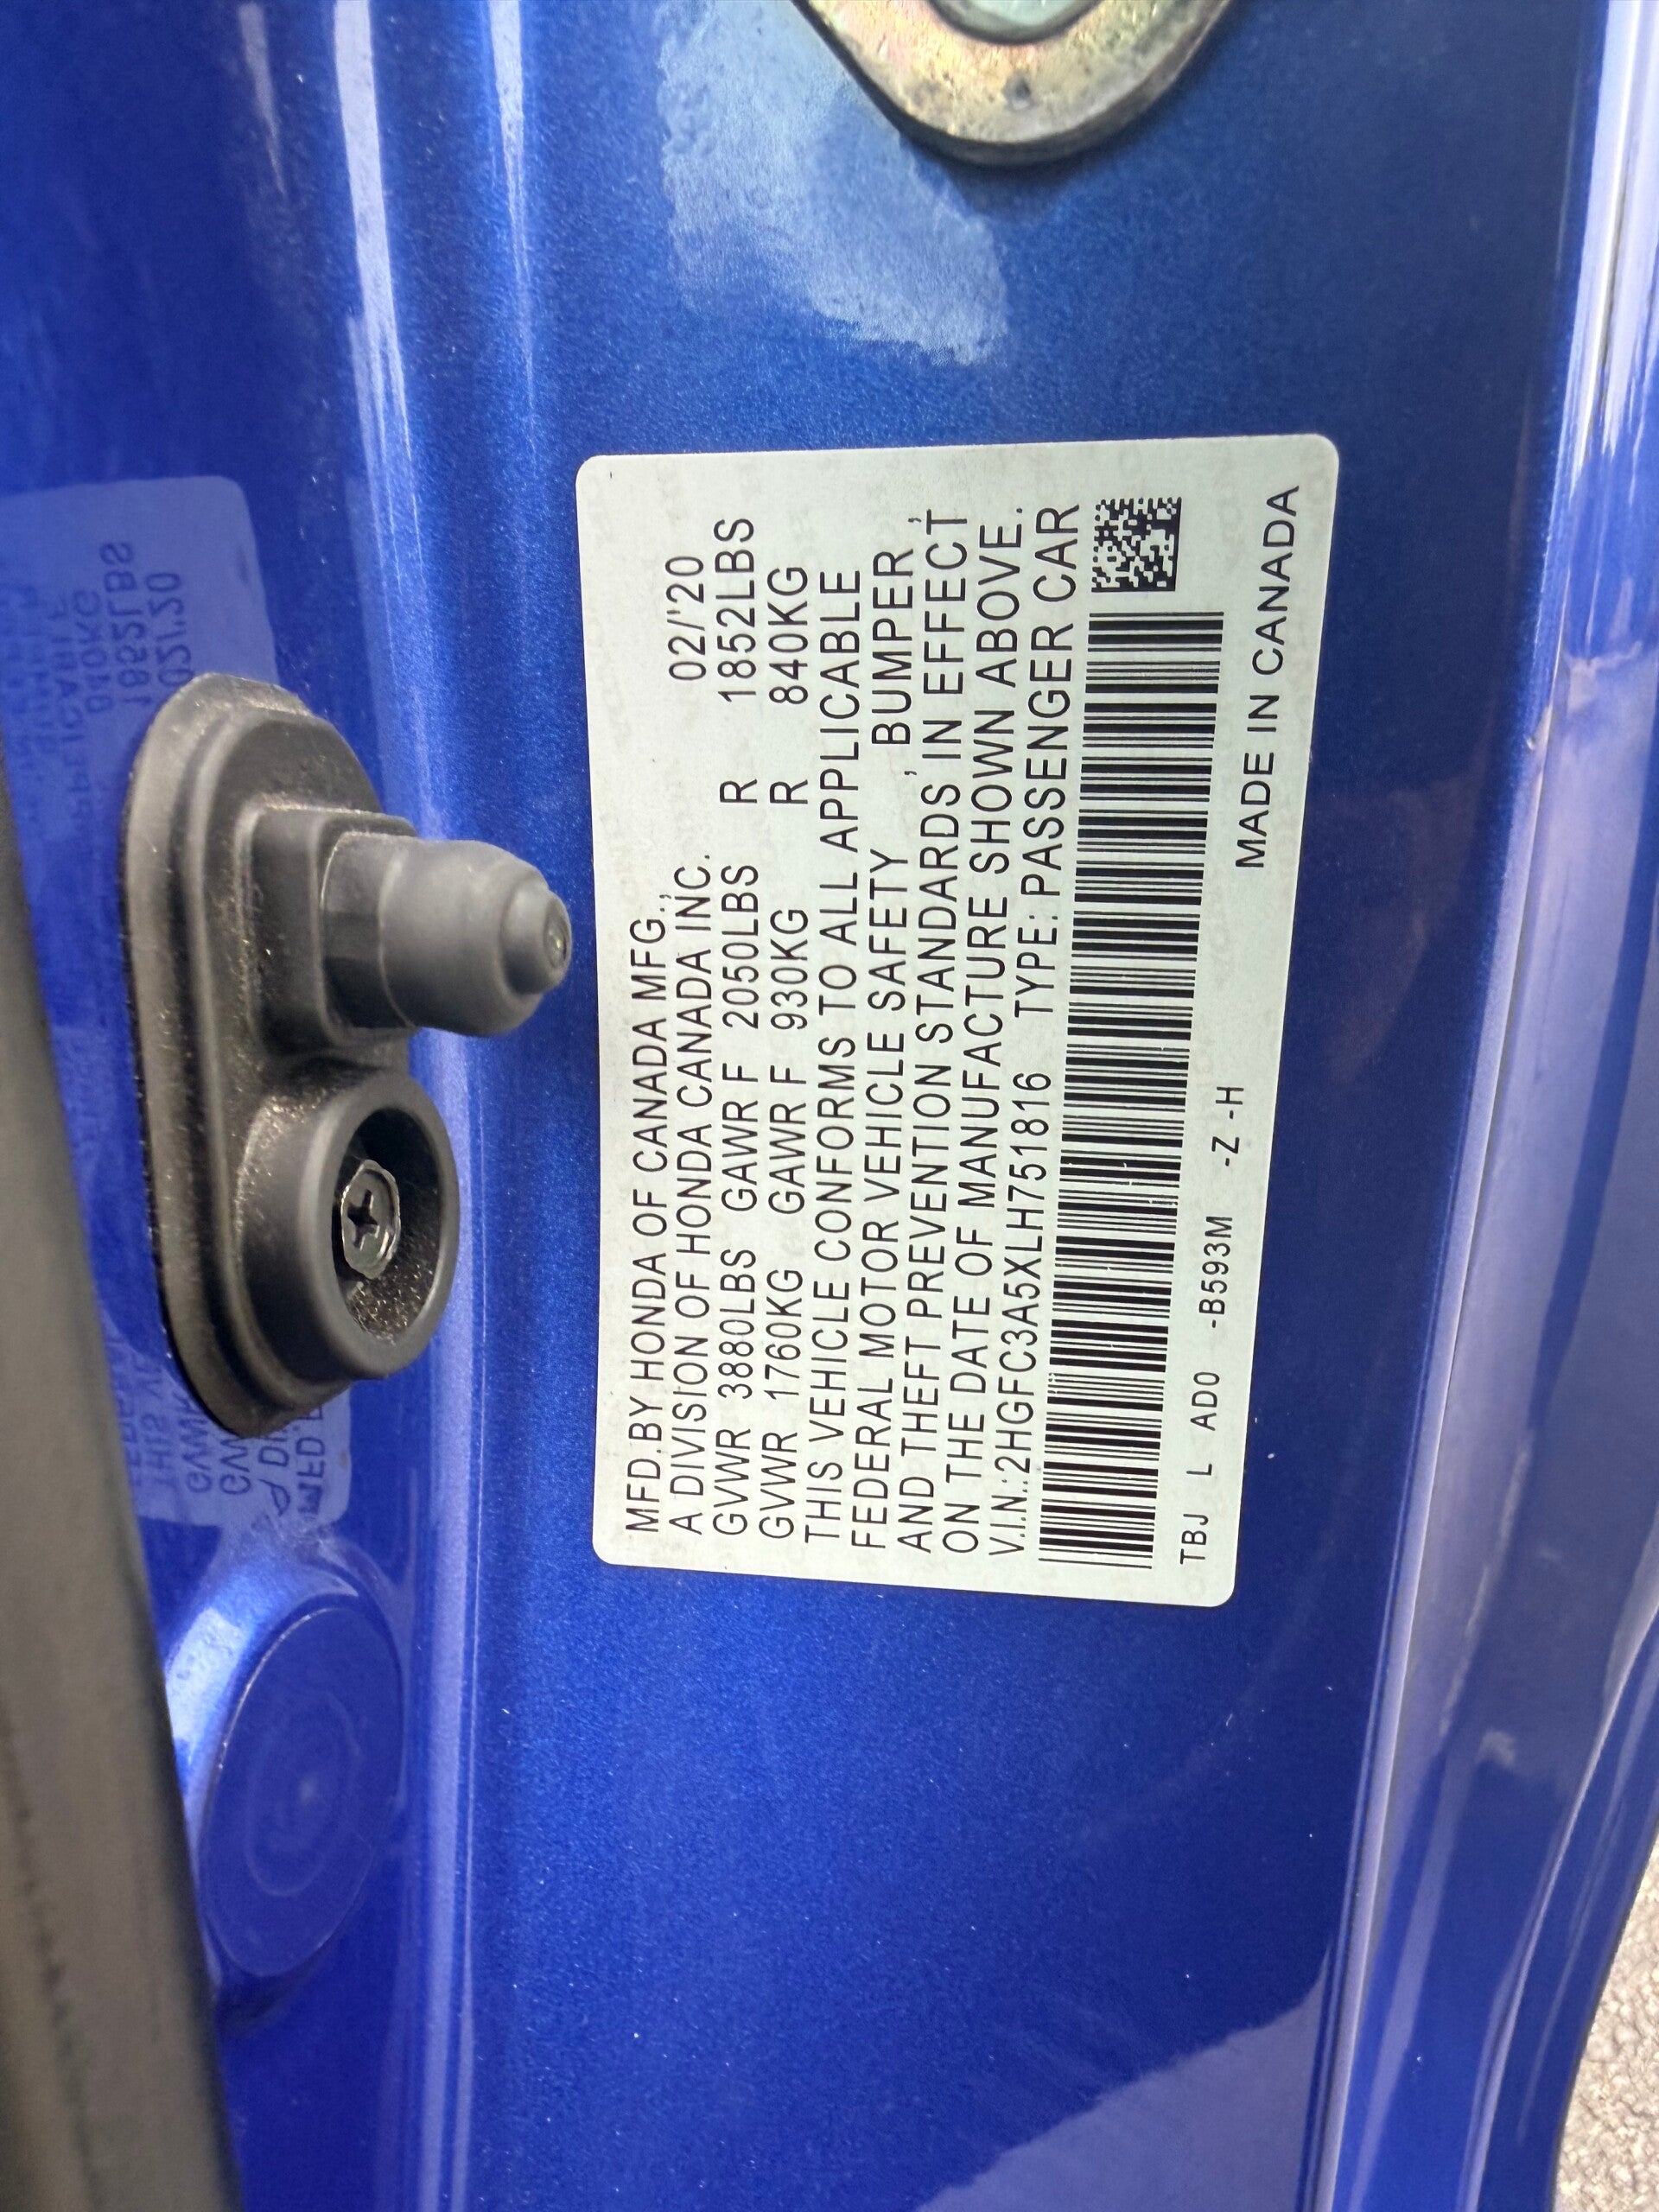 MFD.BY HONDA OF CANADA MFG.,
A DIVISION OF HONDA CANADA INC. 02/'20
GVWR 3880LBS GAWR F 2050LBS R 1852LBS
GVWR 1760KG GAWR F 930KG R 840KG
THIS VEHICLE CONFORMS TO ALL APPLICABLE
FEDERAL MOTOR VEHICLE SAFETY, BUMPER,
AND THEFT PREVENTION STANDARDS IN EFFECT
ON THE DATE OF MANUFACTURE SHOWN ABOVE.
V.I.N.:2HGFC3A5XLH751816 TYPE:PASSENGER CAR
TBJ L AD0 -B593M -Z -H
MADE IN CANADA